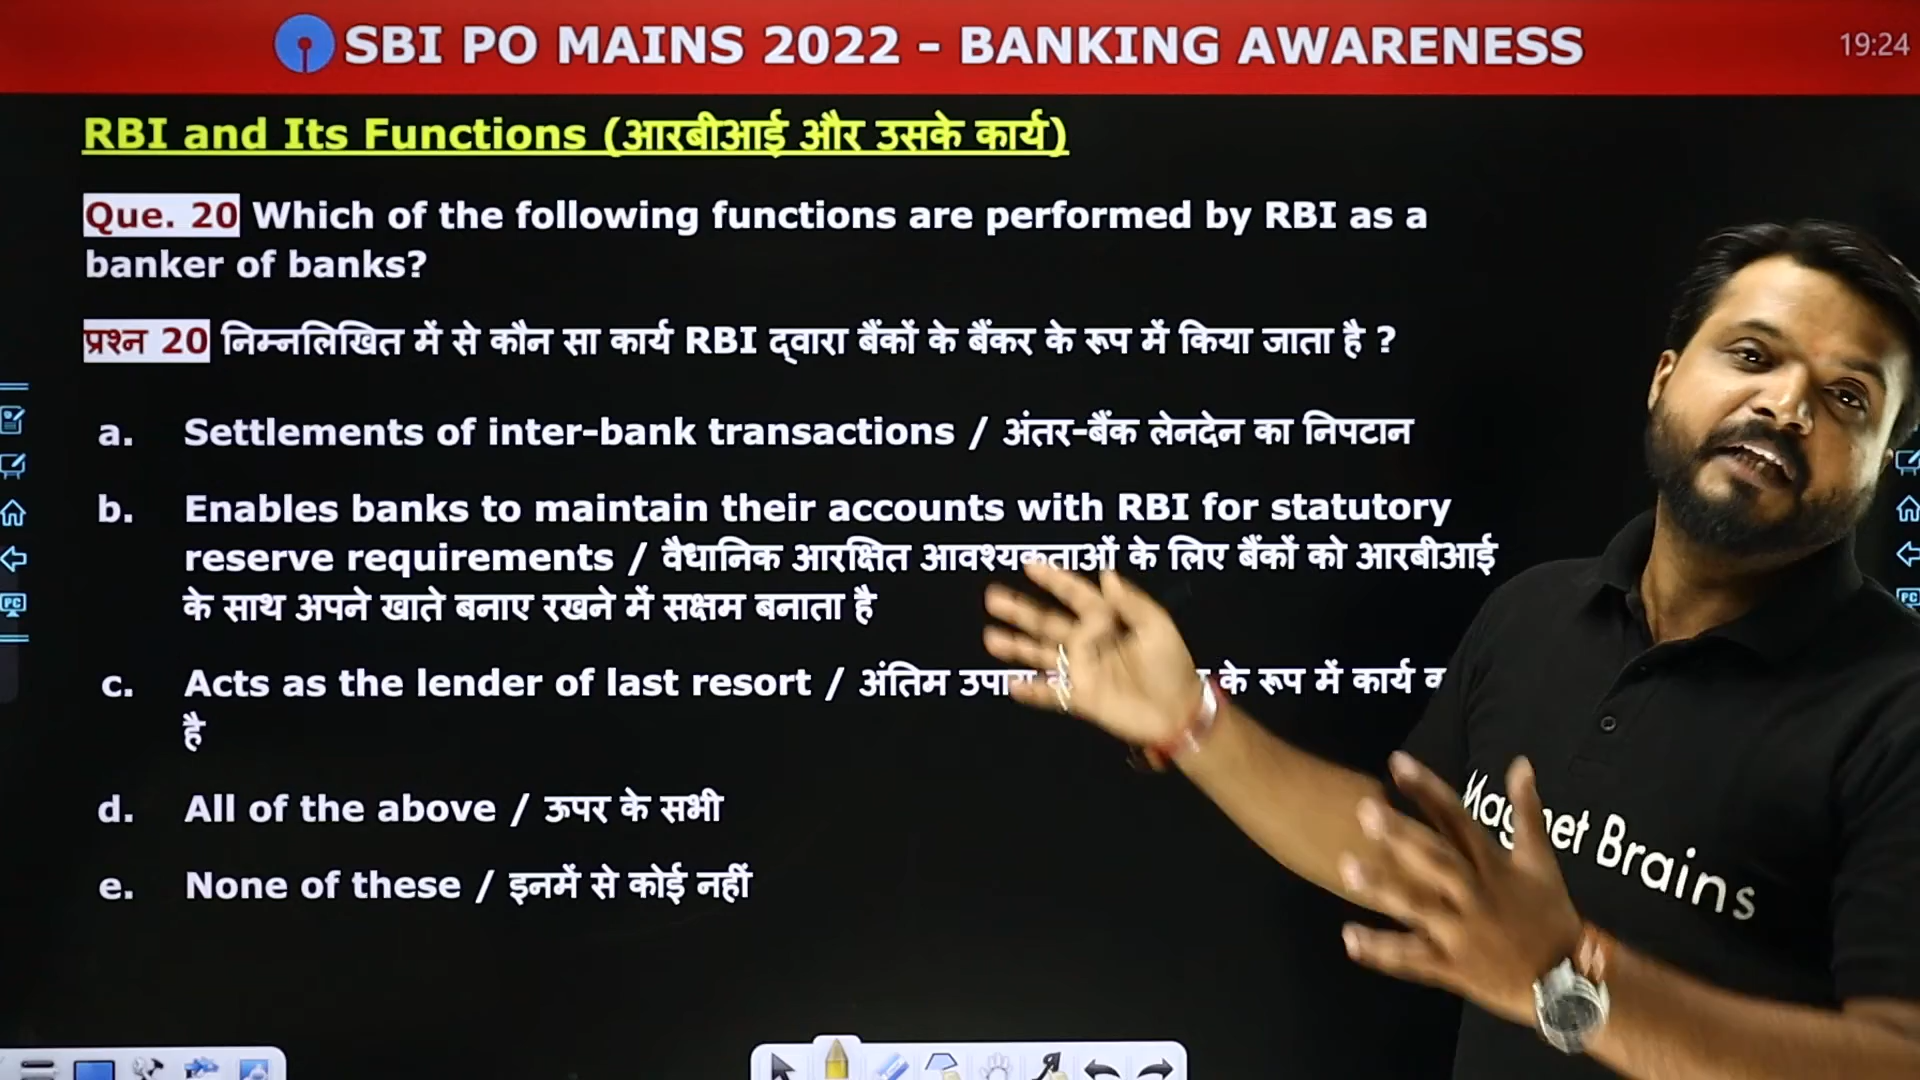 SBI PO MAINS 2022 - BANKING AWARENESS
19:24
RBI and Its Functions (आरबीआई और उसके कार्य)
Que. 20 Which of the following functions are performed by RBI as a
banker of banks?
प्रश्न 20 निम्नलिखित में से कौन सा कार्य RBI द्वारा बैंकों के बैंकर के रूप में किया जाता है ?
a. Settlements of inter-bank transactions / अंतर-बैंक लेनदेन का निपटान
b. Enables banks to maintain their accounts with RBI for statutory
reserve requirements / वैधानिक आरक्षित आवश्यकताओं के लिए बैंकों को आरबीआई
के साथ अपने खाते बनाए रखने में सक्षम बनाता है
c. Acts as the lender of last resort / अंतिम के रूप में कार्य
है
d. All of the above / ऊपर के सभी
e. None of these / इनमें से कोई नहीं
Magnet Brains
PC
PC